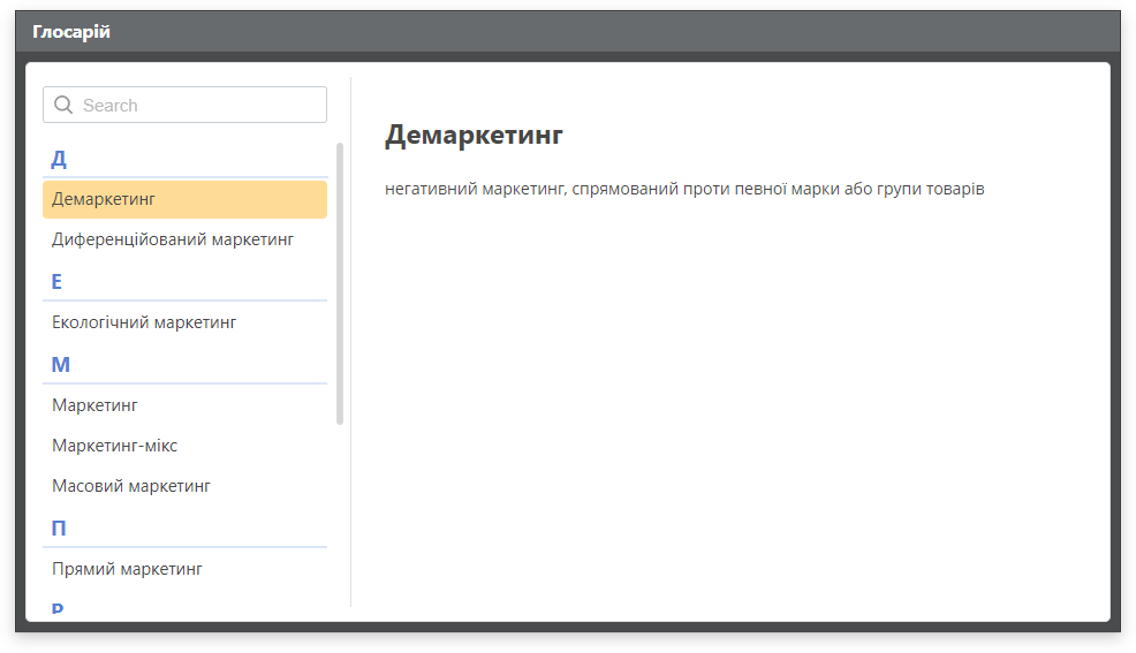 Глосарій
Search
Д
Демаркетинг
Диференційований маркетинг
Е
Екологічний маркетинг
М
Маркетинг
Маркетинг-мікс
Масовий маркетинг
П
Прямий маркетинг
Р
Демаркетинг
негативний маркетинг, спрямований проти певної марки або групи товарів